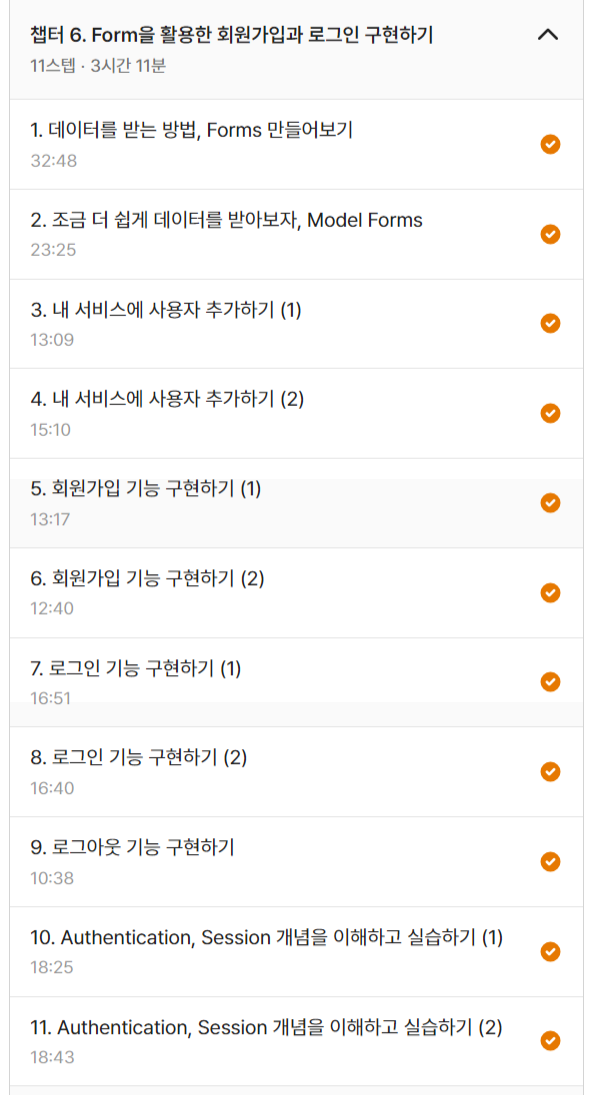 챕터 6. Form을 활용한 회원가입과 로그인 구현하기
11스텝 · 3시간 11분
1. 데이터를 받는 방법, Forms 만들어보기
32:48
2. 조금 더 쉽게 데이터를 받아보자, Model Forms
23:25
3. 내 서비스에 사용자 추가하기 (1)
13:09
4. 내 서비스에 사용자 추가하기 (2)
15:10
5. 회원가입 기능 구현하기 (1)
13:17
6. 회원가입 기능 구현하기 (2)
12:40
7. 로그인 기능 구현하기 (1)
16:51
8. 로그인 기능 구현하기 (2)
16:40
9. 로그아웃 기능 구현하기
10:38
10. Authentication, Session 개념을 이해하고 실습하기 (1)
18:25
11. Authentication, Session 개념을 이해하고 실습하기 (2)
18:43